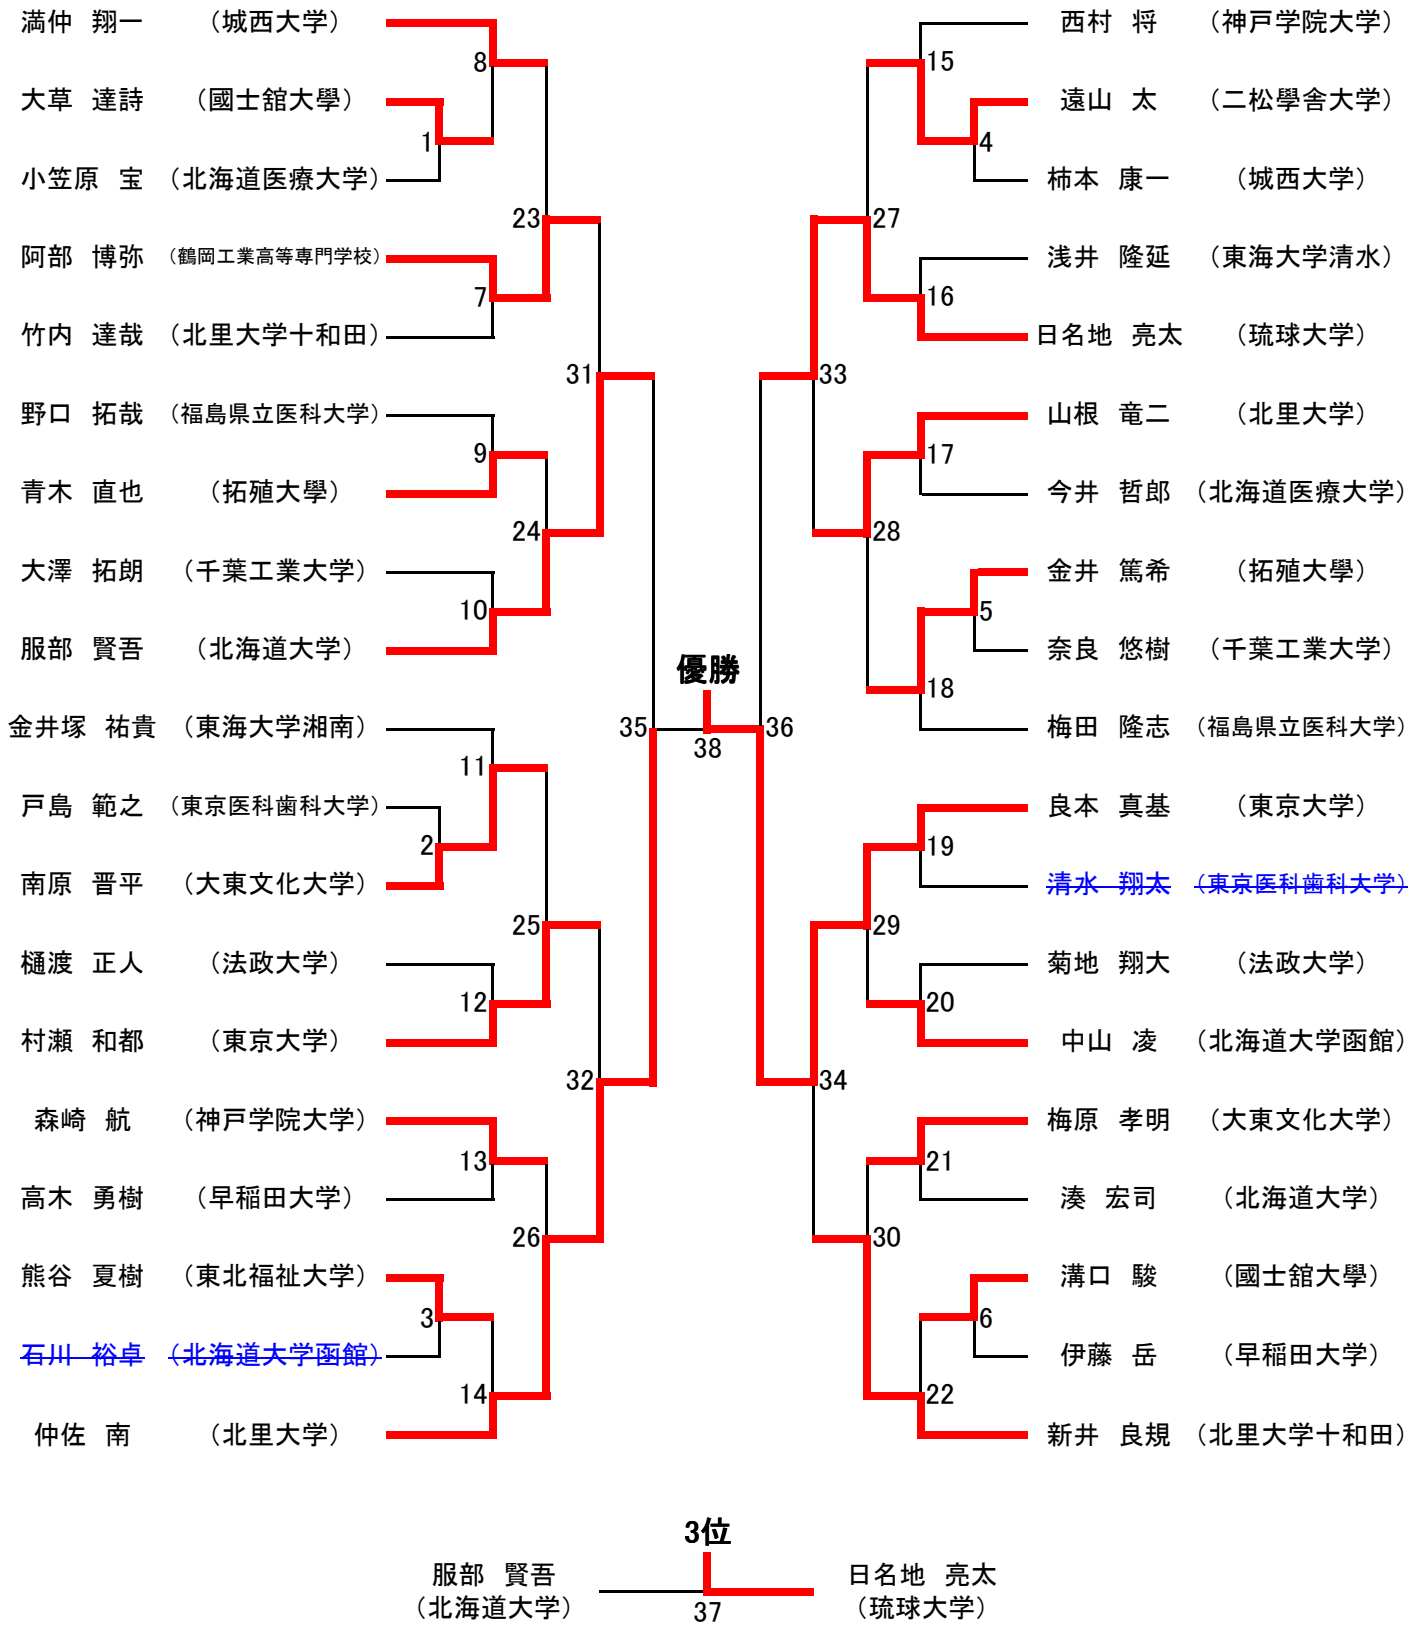 満仲 翔一 （城西大学）
8
大草 達詩 （國士舘大學）
1
小笠原 宝 （北海道医療大学）
23
阿部 博弥 （鶴岡工業高等専門学校）
7
竹内 達哉 （北里大学十和田）
31
野口 拓哉 （福島県立医科大学）
9
青木 直也 （拓殖大學）
24
大澤 拓朗 （千葉工業大学）
10
服部 賢吾 （北海道大学）
35
金井塚 祐貴 （東海大学湘南）
11
戸島 範之 （東京医科歯科大学）
2
南原 晋平 （大東文化大学）
25
樋渡 正人 （法政大学）
12
村瀬 和都 （東京大学）
32
森崎 航 （神戸学院大学）
13
高木 勇樹 （早稲田大学）
26
熊谷 夏樹 （東北福祉大学）
3
石川 裕卓 （北海道大学函館）
14
仲佐 南 （北里大学）
優勝
38
西村 将 （神戸学院大学）
15
遠山 太 （二松學舎大学）
4
柿本 康一 （城西大学）
27
浅井 隆延 （東海大学清水）
16
日名地 亮太 （琉球大学）
33
山根 竜二 （北里大学）
17
今井 哲郎 （北海道医療大学）
28
金井 篤希 （拓殖大學）
5
奈良 悠樹 （千葉工業大学）
18
梅田 隆志 （福島県立医科大学）
36
良本 真基 （東京大学）
19
清水 翔太 （東京医科歯科大学）
29
菊地 翔大 （法政大学）
20
中山 凌 （北海道大学函館）
34
梅原 孝明 （大東文化大学）
21
湊 宏司 （北海道大学）
30
溝口 駿 （國士舘大學）
6
伊藤 岳 （早稲田大学）
22
新井 良規 （北里大学十和田）
3位
服部 賢吾
（北海道大学）
37
日名地 亮太
（琉球大学）